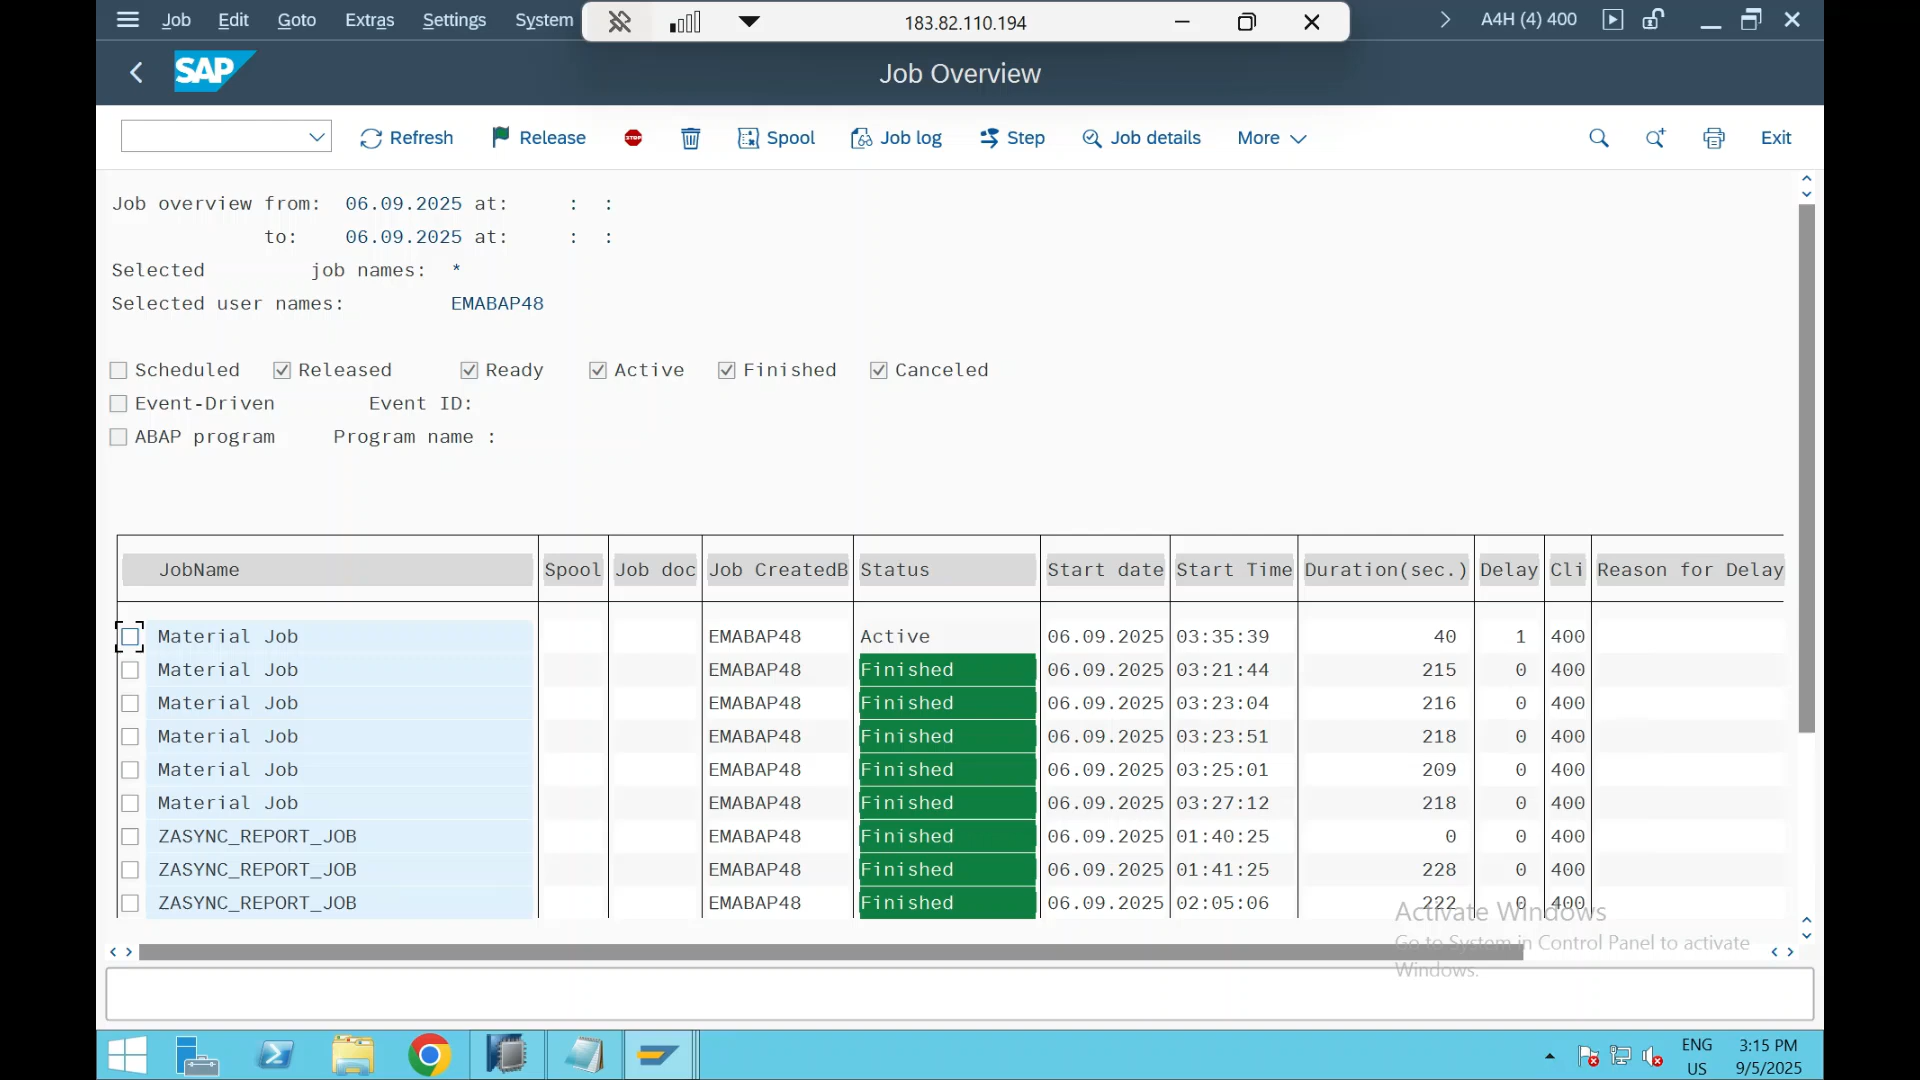 Job Edit Goto Extras Settings System 183.82.110.194 A4H (4) 400
SAP Job Overview
Refresh Release STOP Spool Job log Step Job details More Exit
Job overview from: 06.09.2025 at: : :
to: 06.09.2025 at: : :
Selected job names: *
Selected user names: EMABAP48
Scheduled Released Ready Active Finished Canceled
Event-Driven Event ID:
ABAP program Program name :
JobName Spool Job doc Job CreatedB Status Start date Start Time Duration(sec.) Delay Cli Reason for Delay
Material Job EMABAP48 Active 06.09.2025 03:35:39 40 1 400
Material Job EMABAP48 Finished 06.09.2025 03:21:44 215 0 400
Material Job EMABAP48 Finished 06.09.2025 03:23:04 216 0 400
Material Job EMABAP48 Finished 06.09.2025 03:23:51 218 0 400
Material Job EMABAP48 Finished 06.09.2025 03:25:01 209 0 400
Material Job EMABAP48 Finished 06.09.2025 03:27:12 218 0 400
ZASYNC_REPORT_JOB EMABAP48 Finished 06.09.2025 01:40:25 0 0 400
ZASYNC_REPORT_JOB EMABAP48 Finished 06.09.2025 01:41:25 228 0 400
ZASYNC_REPORT_JOB EMABAP48 Finished 06.09.2025 02:05:06 222 0 400
Activate Windows
Go to System in Control Panel to activate
Windows.
ENG 3:15 PM
US 9/5/2025